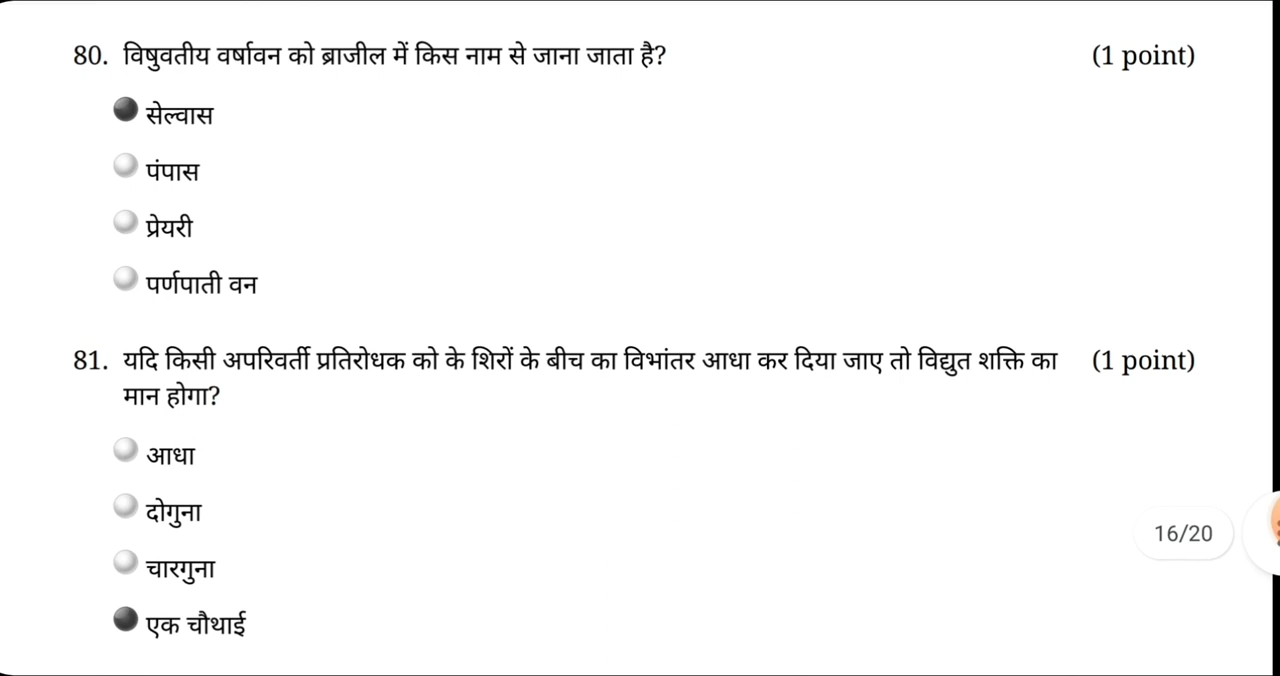 80. विषुवतीय वर्षावन को ब्राजील में किस नाम से जाना जाता है? (1 point)
सेल्वास
पंपास
प्रेयरी
पर्णपाती वन
81. यदि किसी अपरिवर्ती प्रतिरोधक को के शिरों के बीच का विभांतर आधा कर दिया जाए तो विद्युत शक्ति का (1 point)
मान होगा?
आधा
दोगुना
चारगुना
एक चौथाई
16/20